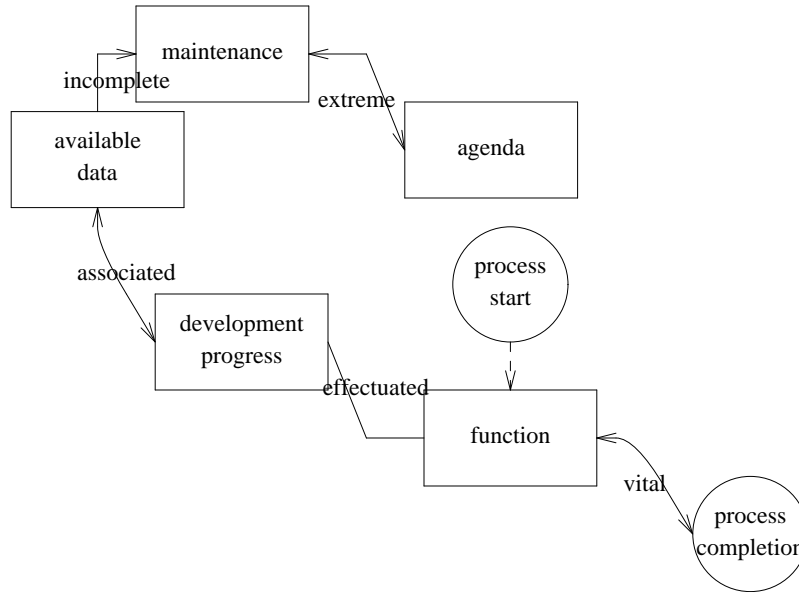 maintenance
incomplete
extreme
available
data
agenda
associated
process
start
development
progress
effectuated
function
vital
process
completion